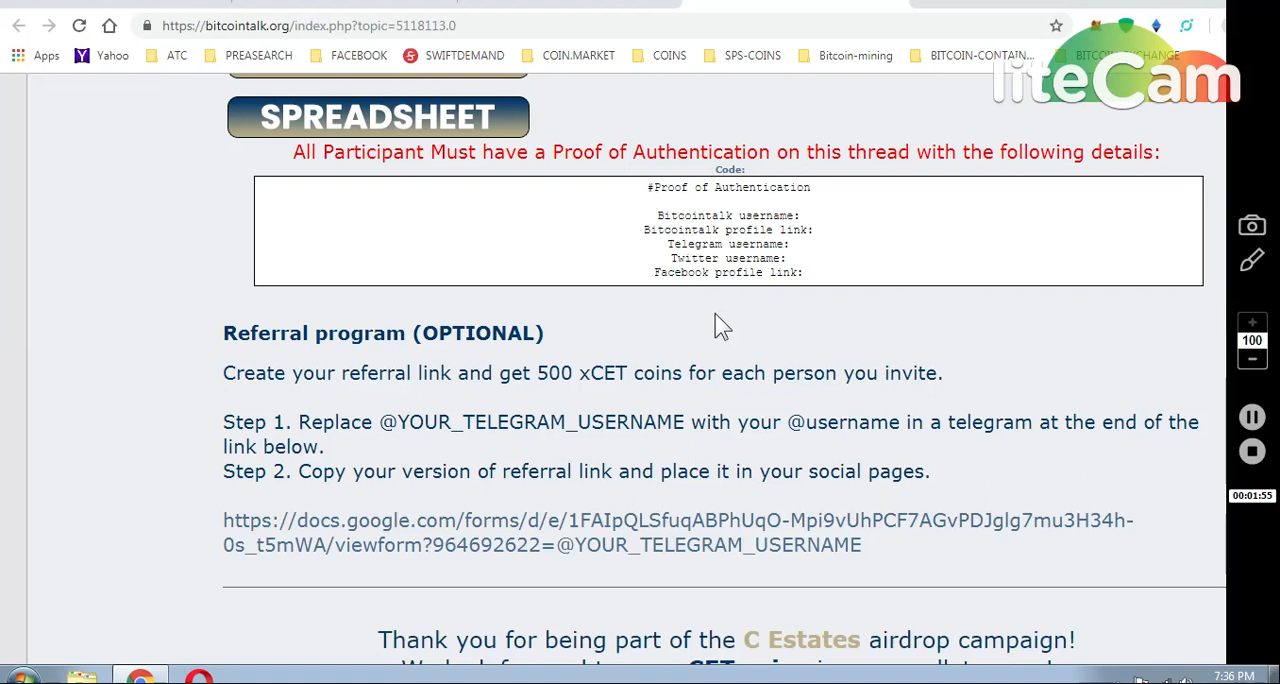 https://bitcointalk.org/index.php?topic=5118113.0
Apps Yahoo ATC PREASEARCH FACEBOOK SWIFTDEMAND COIN.MARKET COINS SPS-COINS Bitcoin-mining BITCOIN-CONTAIN... BITCOIN-EXCHANGE
liteCam
SPREADSHEET
All Participant Must have a Proof of Authentication on this thread with the following details:
Code:
#Proof of Authentication
Bitcointalk username:
Bitcointalk profile link:
Telegram username:
Twitter username:
Facebook profile link:
100
Referral program (OPTIONAL)
Create your referral link and get 500 xCET coins for each person you invite.
Step 1. Replace @YOUR_TELEGRAM_USERNAME with your @username in a telegram at the end of the
link below.
Step 2. Copy your version of referral link and place it in your social pages.
00:01:55
https://docs.google.com/forms/d/e/1FAIpQLSfuqABPhUqO-Mpi9vUhPCF7AGvPDJglg7mu3H34h-
0s_t5mWA/viewform?964692622=@YOUR_TELEGRAM_USERNAME
Thank you for being part of the C Estates airdrop campaign!
7:36 PM